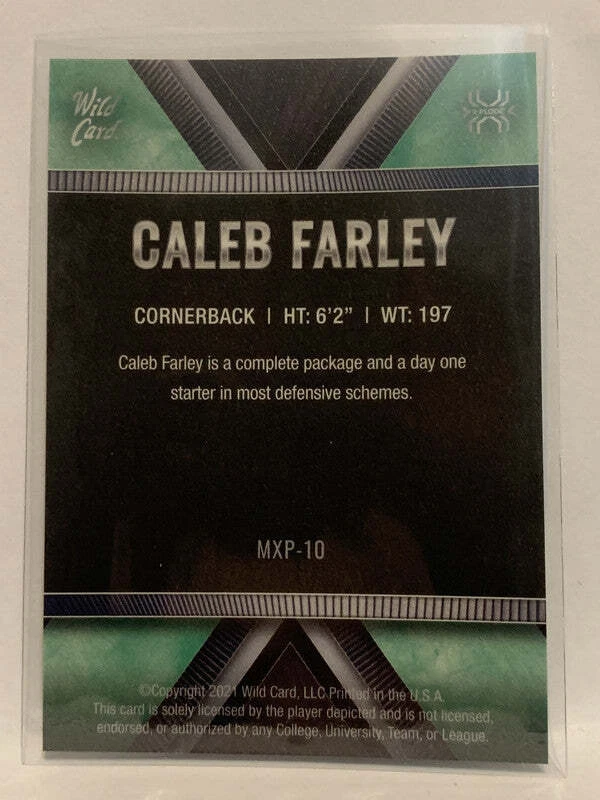 Wild
Card
X-PLODE
CALEB FARLEY
CORNERBACK | HT: 6'2" | WT: 197
Caleb Farley is a complete package and a day one
starter in most defensive schemes.
MXP-10
©Copyright 2021 Wild Card, LLC Printed in the U.S.A.
This card is solely licensed by the player depicted and is not licensed,
endorsed, or authorized by any College, University, Team, or League.